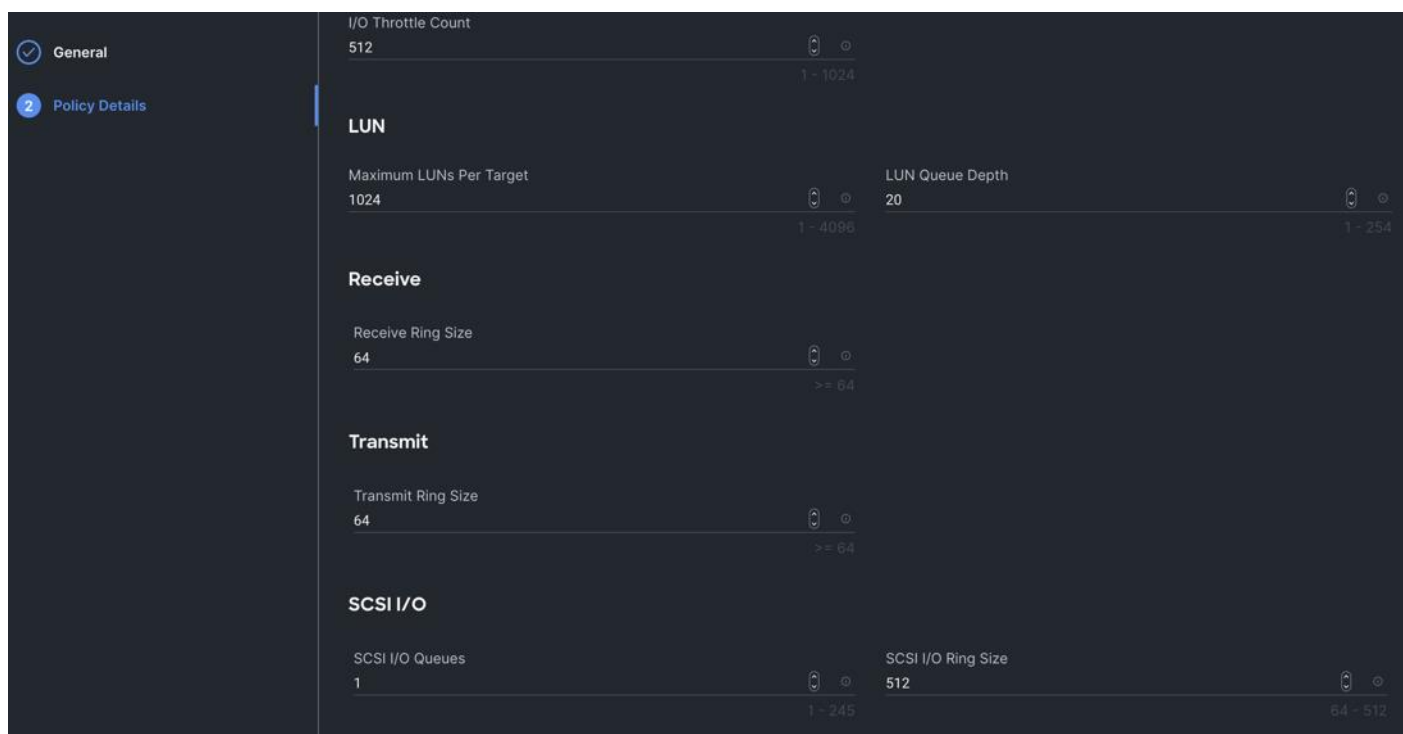 General
2 Policy Details
I/O Throttle Count
512
1 - 1024
LUN
Maximum LUNs Per Target
1024
1 - 4096
LUN Queue Depth
20
1 - 254
Receive
Receive Ring Size
64
>= 64
Transmit
Transmit Ring Size
64
>= 64
SCSI I/O
SCSI I/O Queues
1
1 - 245
SCSI I/O Ring Size
512
64 - 512